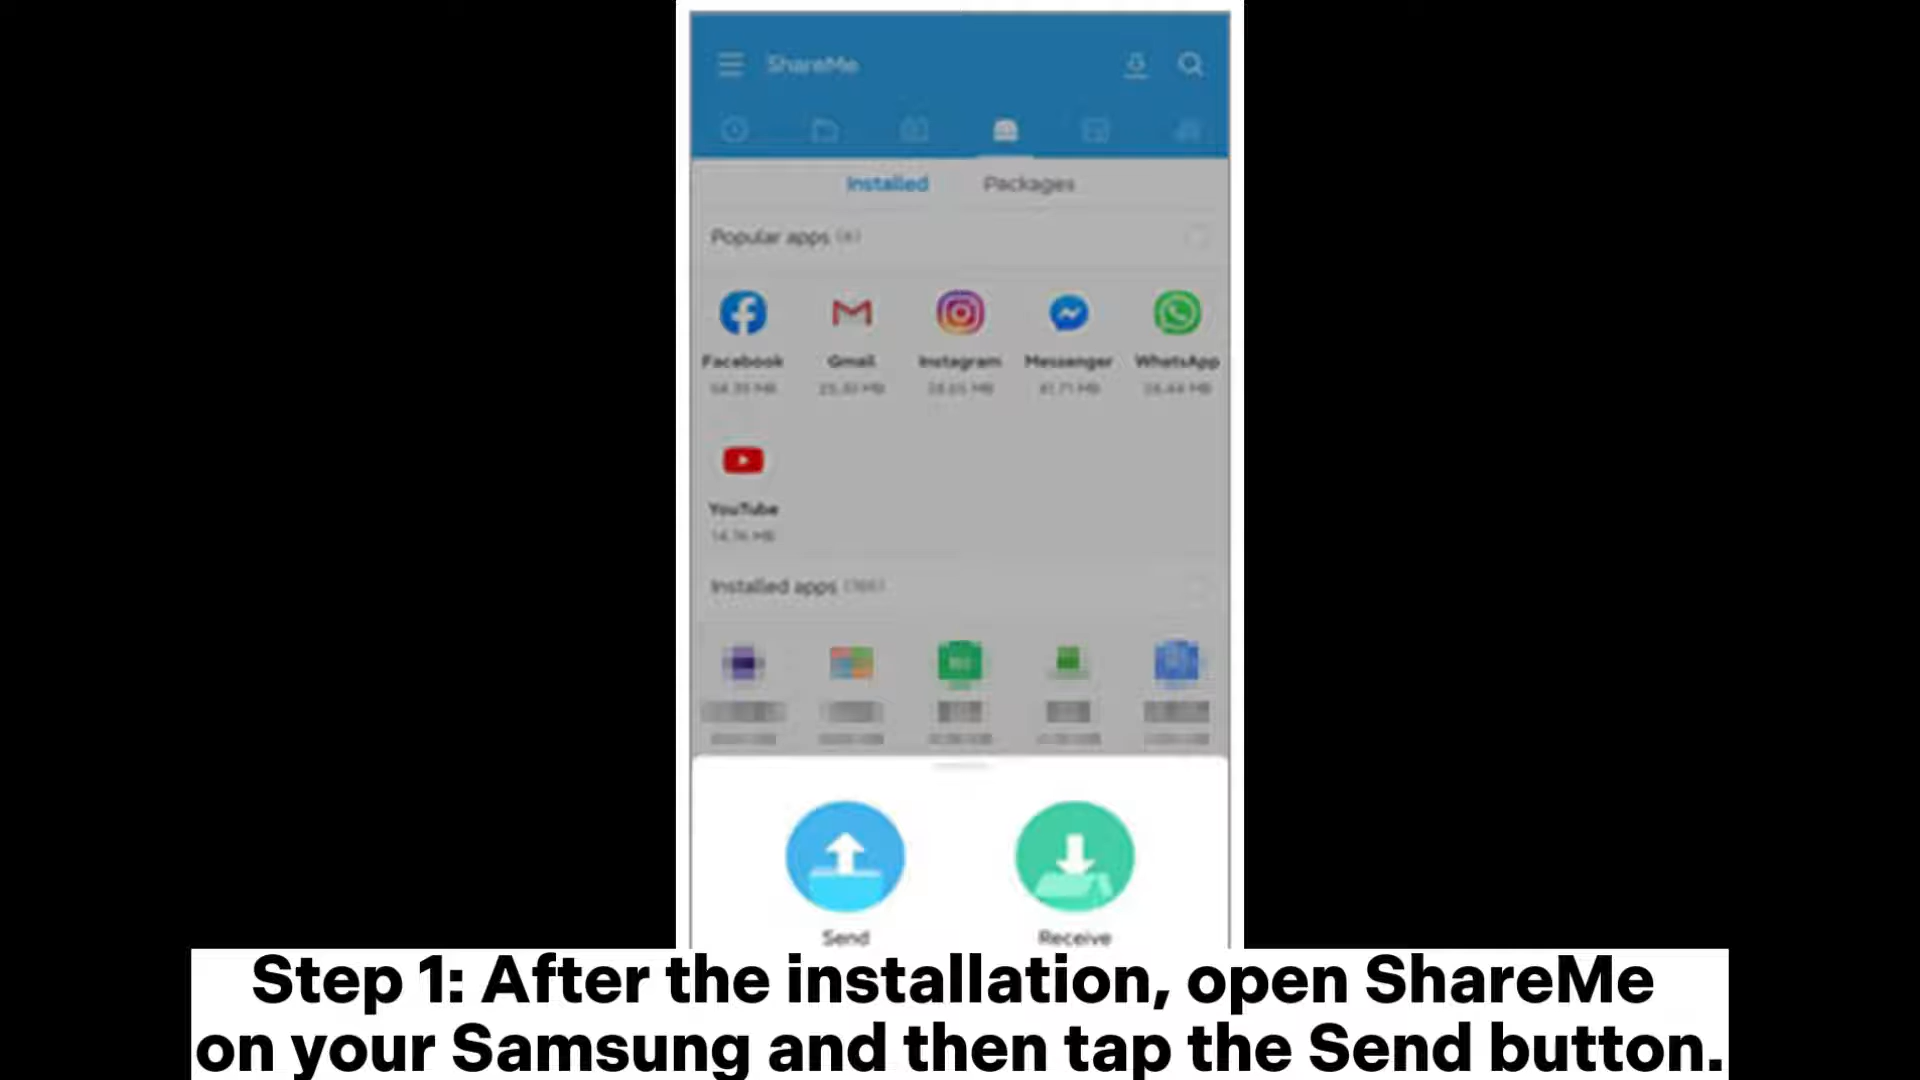 ShareMe
Installed Packages
Popular apps (6)
Facebook Gmail Instagram Messenger WhatsApp
YouTube
Installed apps
Send Receive
Step 1: After the installation, open ShareMe
on your Samsung and then tap the Send button.